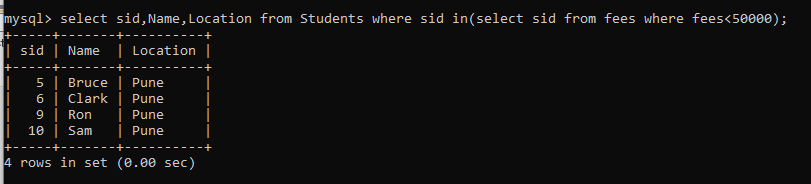 mysql> select sid,Name,Location from Students where sid in(select sid from fees where fees<50000);
+-----+-------+----------+
| sid | Name  | Location |
+-----+-------+----------+
|   5 | Bruce | Pune     |
|   6 | Clark | Pune     |
|   9 | Ron   | Pune     |
|  10 | Sam   | Pune     |
+-----+-------+----------+
4 rows in set (0.00 sec)